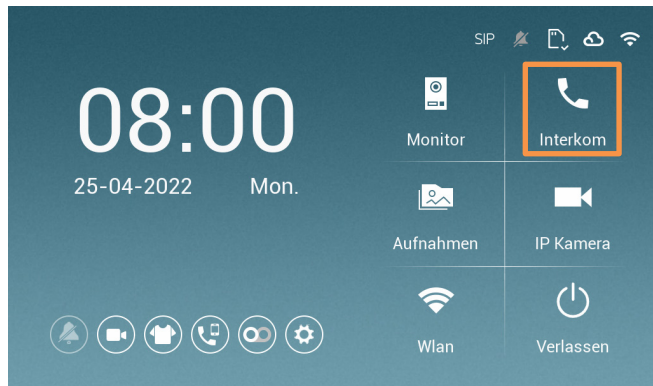 SIP
08:00
25-04-2022 Mon.
Monitor
Interkom
Aufnahmen
IP Kamera
Wlan
Verlassen